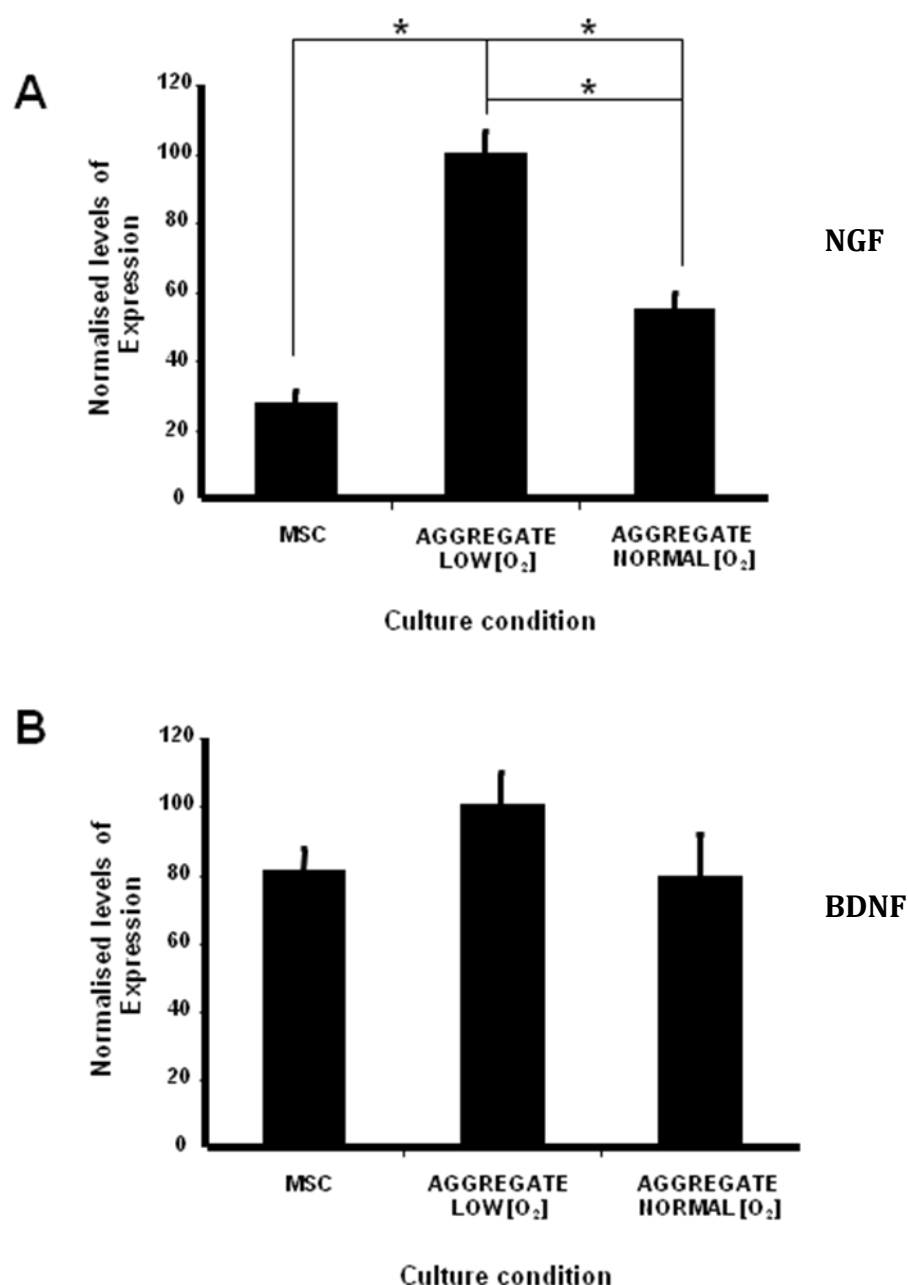 * *
A
120
*
100
Normalised levels of
Expression
80
NGF
60
40
20
0
MSC
AGGREGATE
LOW[O₂]
AGGREGATE
NORMAL[O₂]
Culture condition
B
120
100
Normalised levels of
Expression
80
BDNF
60
40
20
0
MSC
AGGREGATE
LOW[O₂]
AGGREGATE
NORMAL[O₂]
Culture condition